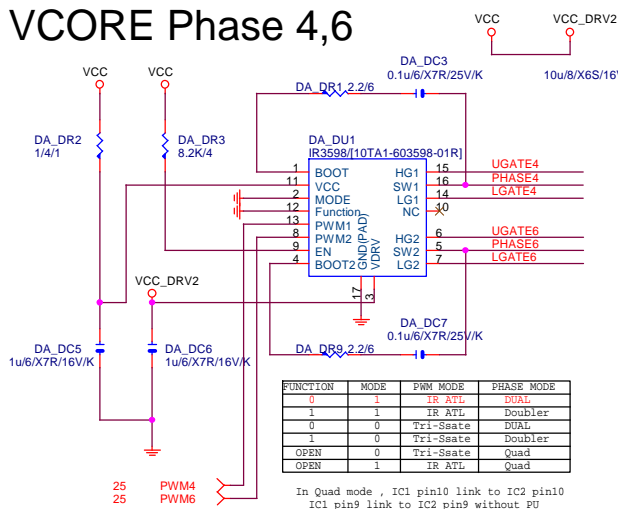 VCORE Phase 4,6
VCC
VCC_DRV2
VCC
VCC
DA_DC3
0.1u/6/X7R/25V/K
10u/8/X6S/16V
DA_DR1 2.2/6
DA_DR2
1/4/1
DA_DR3
8.2K/4
DA_DU1
IR3598/[10TA1-603598-01R]
1 BOOT HG1 15 UGATE4
11 VCC SW1 16 PHASE4
2 MODE LG1 14 LGATE4
12 Function NC 10
13 PWM1
8 PWM2 HG2 6 UGATE6
9 EN SW2 5 PHASE6
4 BOOT2 LG2 7 LGATE6
GND(PAD)
VDRV
17
3
VCC_DRV2
DA_DC5
1u/6/X7R/16V/K
DA_DC6
1u/6/X7R/16V/K
DA_DC7
0.1u/6/X7R/25V/K
DA_DR9 2.2/6
FUNCTION MODE PWM MODE PHASE MODE
0 1 IR ATL DUAL
1 1 IR ATL Doubler
0 0 Tri-Ssate DUAL
1 0 Tri-Ssate Doubler
OPEN 0 Tri-Ssate Quad
OPEN 1 IR ATL Quad
25 PWM4
25 PWM6
In Quad mode , IC1 pin10 link to IC2 pin10
IC1 pin9 link to IC2 pin9 without PU